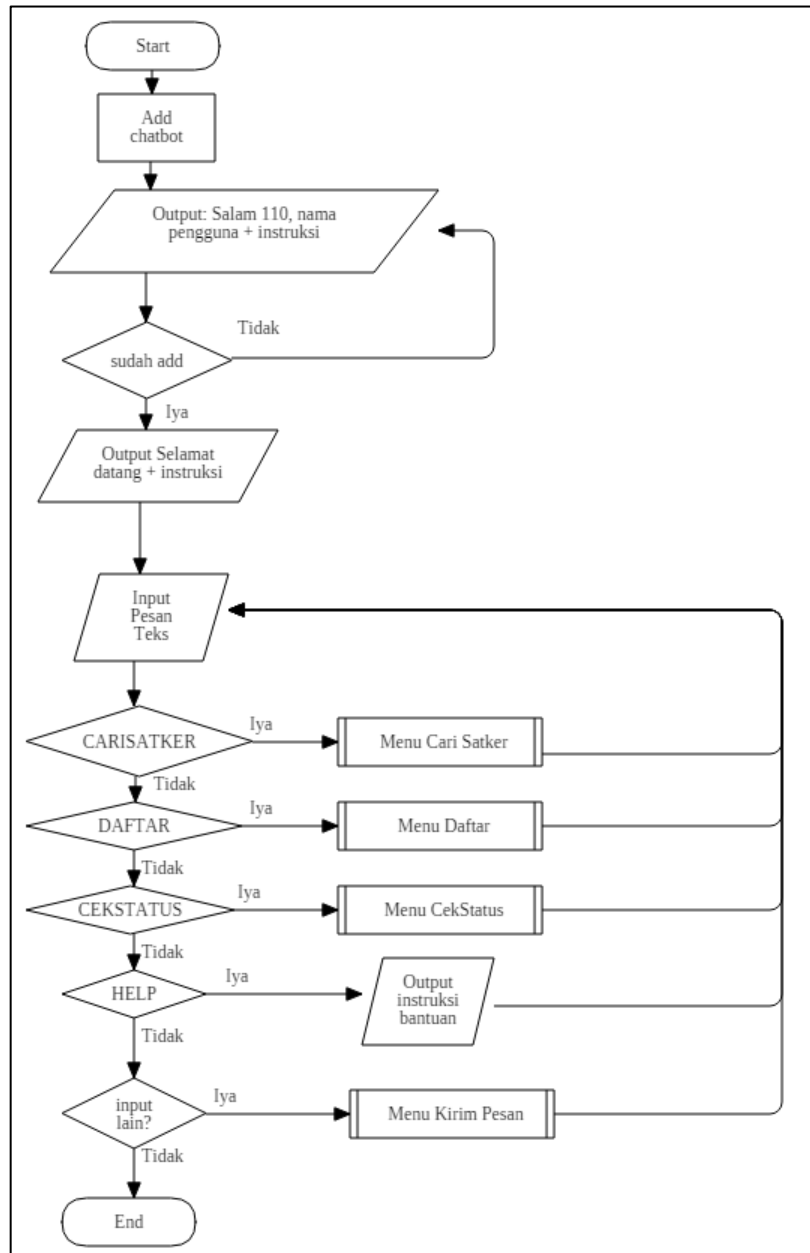 Start
Add
chatbot
Output: Salam 110, nama
pengguna + instruksi
Tidak
sudah add
Iya
Output Selamat
datang + instruksi
Input
Pesan
Teks
CARISATKER
Iya
Menu Cari Satker
Tidak
DAFTAR
Iya
Menu Daftar
Tidak
CEKSTATUS
Iya
Menu CekStatus
Tidak
HELP
Iya
Output
instruksi
bantuan
Tidak
input
lain?
Iya
Menu Kirim Pesan
Tidak
End